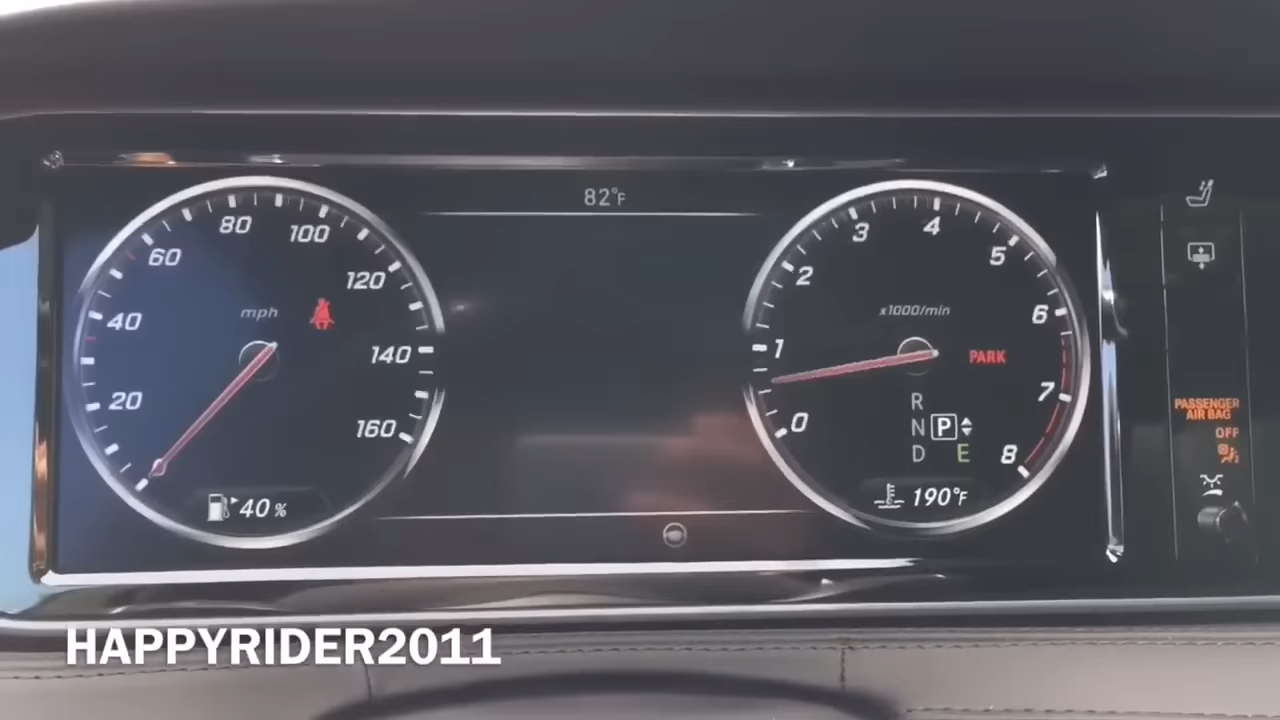 82°F
80
100
60
120
mph
40
140
20
160
40 %
4
3
5
2
x1000/min
6
1
PARK
7
R
0
N P
D E
8
190°F
PASSENGER
AIR BAG
OFF
HAPPYRIDER2011